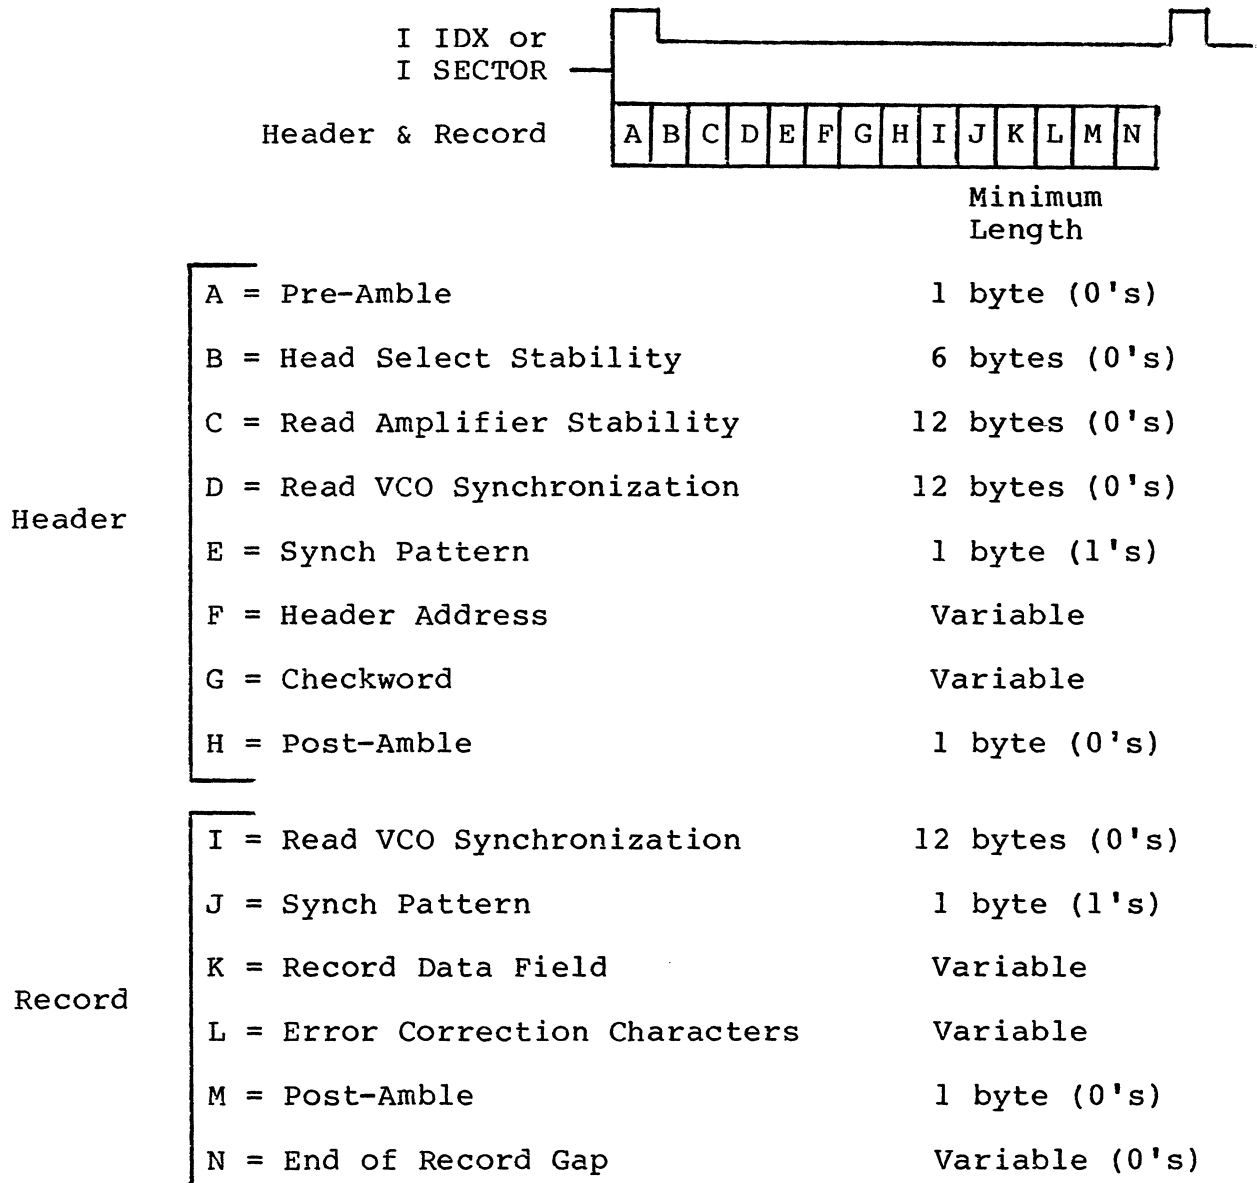 I IDX or
I SECTOR
Header & Record A B C D E F G H I J K L M N
Minimum
Length
A = Pre-Amble 1 byte (0's)
B = Head Select Stability 6 bytes (0's)
C = Read Amplifier Stability 12 bytes (0's)
D = Read VCO Synchronization 12 bytes (0's)
Header
E = Synch Pattern 1 byte (1's)
F = Header Address Variable
G = Checkword Variable
H = Post-Amble 1 byte (0's)
I = Read VCO Synchronization 12 bytes (0's)
J = Synch Pattern 1 byte (1's)
K = Record Data Field Variable
Record
L = Error Correction Characters Variable
M = Post-Amble 1 byte (0's)
N = End of Record Gap Variable (0's)